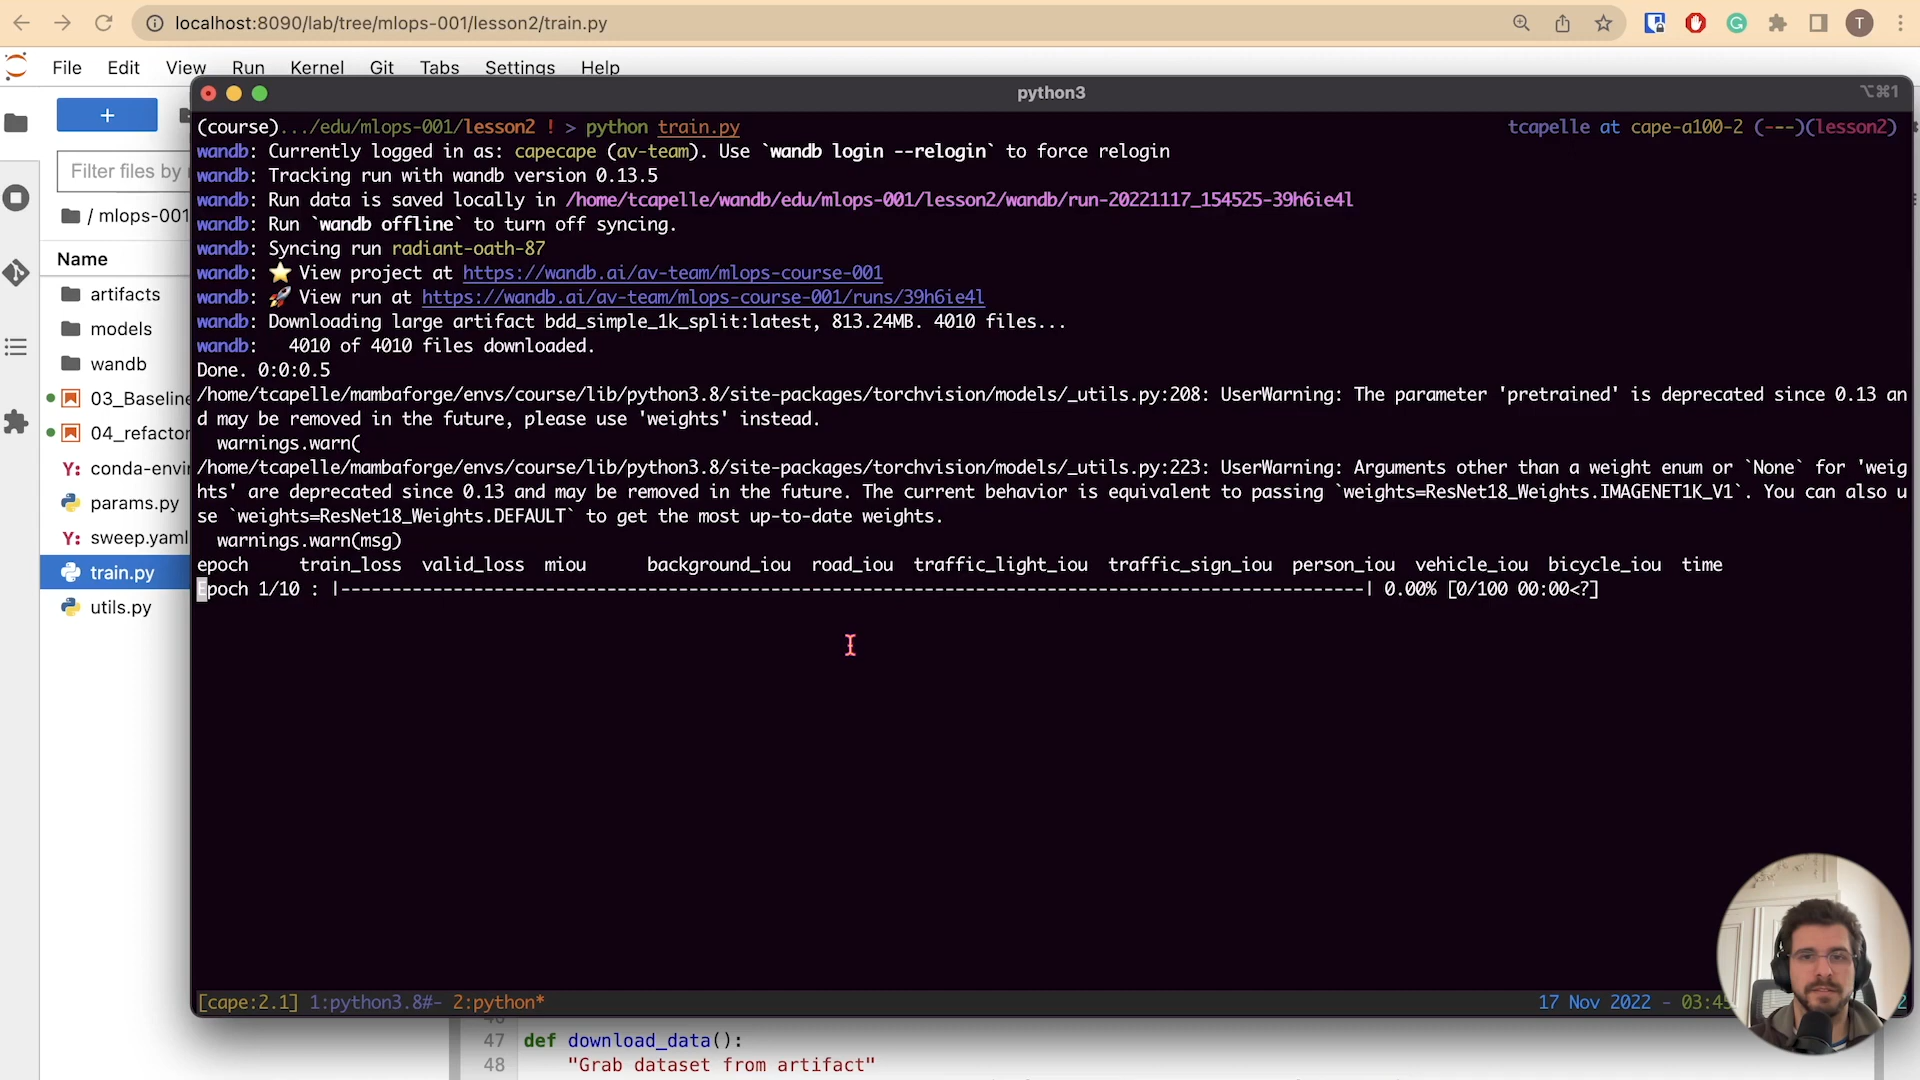 localhost:8090/lab/tree/mlops-001/lesson2/train.py
T
File Edit View Run Kernel Git Tabs Settings Help
python3
⌥⌘1
+
Filter files by
/ mlops-001
Name
artifacts
models
wandb
03_Baseline
04_refactor
conda-envir
params.py
sweep.yaml
train.py
utils.py
(course).../edu/mlops-001/lesson2 ! > python train.py tcapelle at cape-a100-2 (---)(lesson2)
wandb: Currently logged in as: capecape (av-team). Use `wandb login --relogin` to force relogin
wandb: Tracking run with wandb version 0.13.5
wandb: Run data is saved locally in /home/tcapelle/wandb/edu/mlops-001/lesson2/wandb/run-20221117_154525-39h6ie4l
wandb: Run `wandb offline` to turn off syncing.
wandb: Syncing run radiant-oath-87
wandb: ⭐ View project at https://wandb.ai/av-team/mlops-course-001
wandb: 🚀 View run at https://wandb.ai/av-team/mlops-course-001/runs/39h6ie4l
wandb: Downloading large artifact bdd_simple_1k_split:latest, 813.24MB. 4010 files...
wandb:   4010 of 4010 files downloaded.
Done. 0:0:0.5
/home/tcapelle/mambaforge/envs/course/lib/python3.8/site-packages/torchvision/models/_utils.py:208: UserWarning: The parameter 'pretrained' is deprecated since 0.13 an
d may be removed in the future, please use 'weights' instead.
  warnings.warn(
/home/tcapelle/mambaforge/envs/course/lib/python3.8/site-packages/torchvision/models/_utils.py:223: UserWarning: Arguments other than a weight enum or `None` for 'weig
hts' are deprecated since 0.13 and may be removed in the future. The current behavior is equivalent to passing `weights=ResNet18_Weights.IMAGENET1K_V1`. You can also u
se `weights=ResNet18_Weights.DEFAULT` to get the most up-to-date weights.
  warnings.warn(msg)
epoch train_loss valid_loss miou background_iou road_iou traffic_light_iou traffic_sign_iou person_iou vehicle_iou bicycle_iou time
Epoch 1/10 : |----------------------------------------------------------------------------------------------------| 0.00% [0/100 00:00<?]
[cape:2.1] 1:python3.8#- 2:python* 17 Nov 2022 - 03:45
47 def download_data():
48 "Grab dataset from artifact"